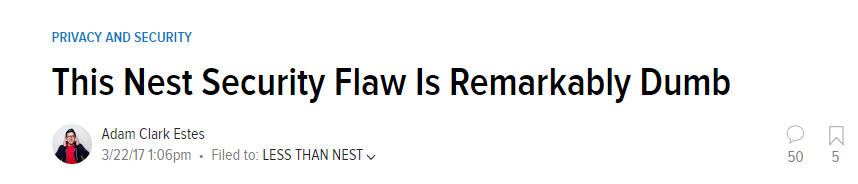 PRIVACY AND SECURITY
This Nest Security Flaw Is Remarkably Dumb
Adam Clark Estes
3/22/17 1:06pm • Filed to: LESS THAN NEST
50 5